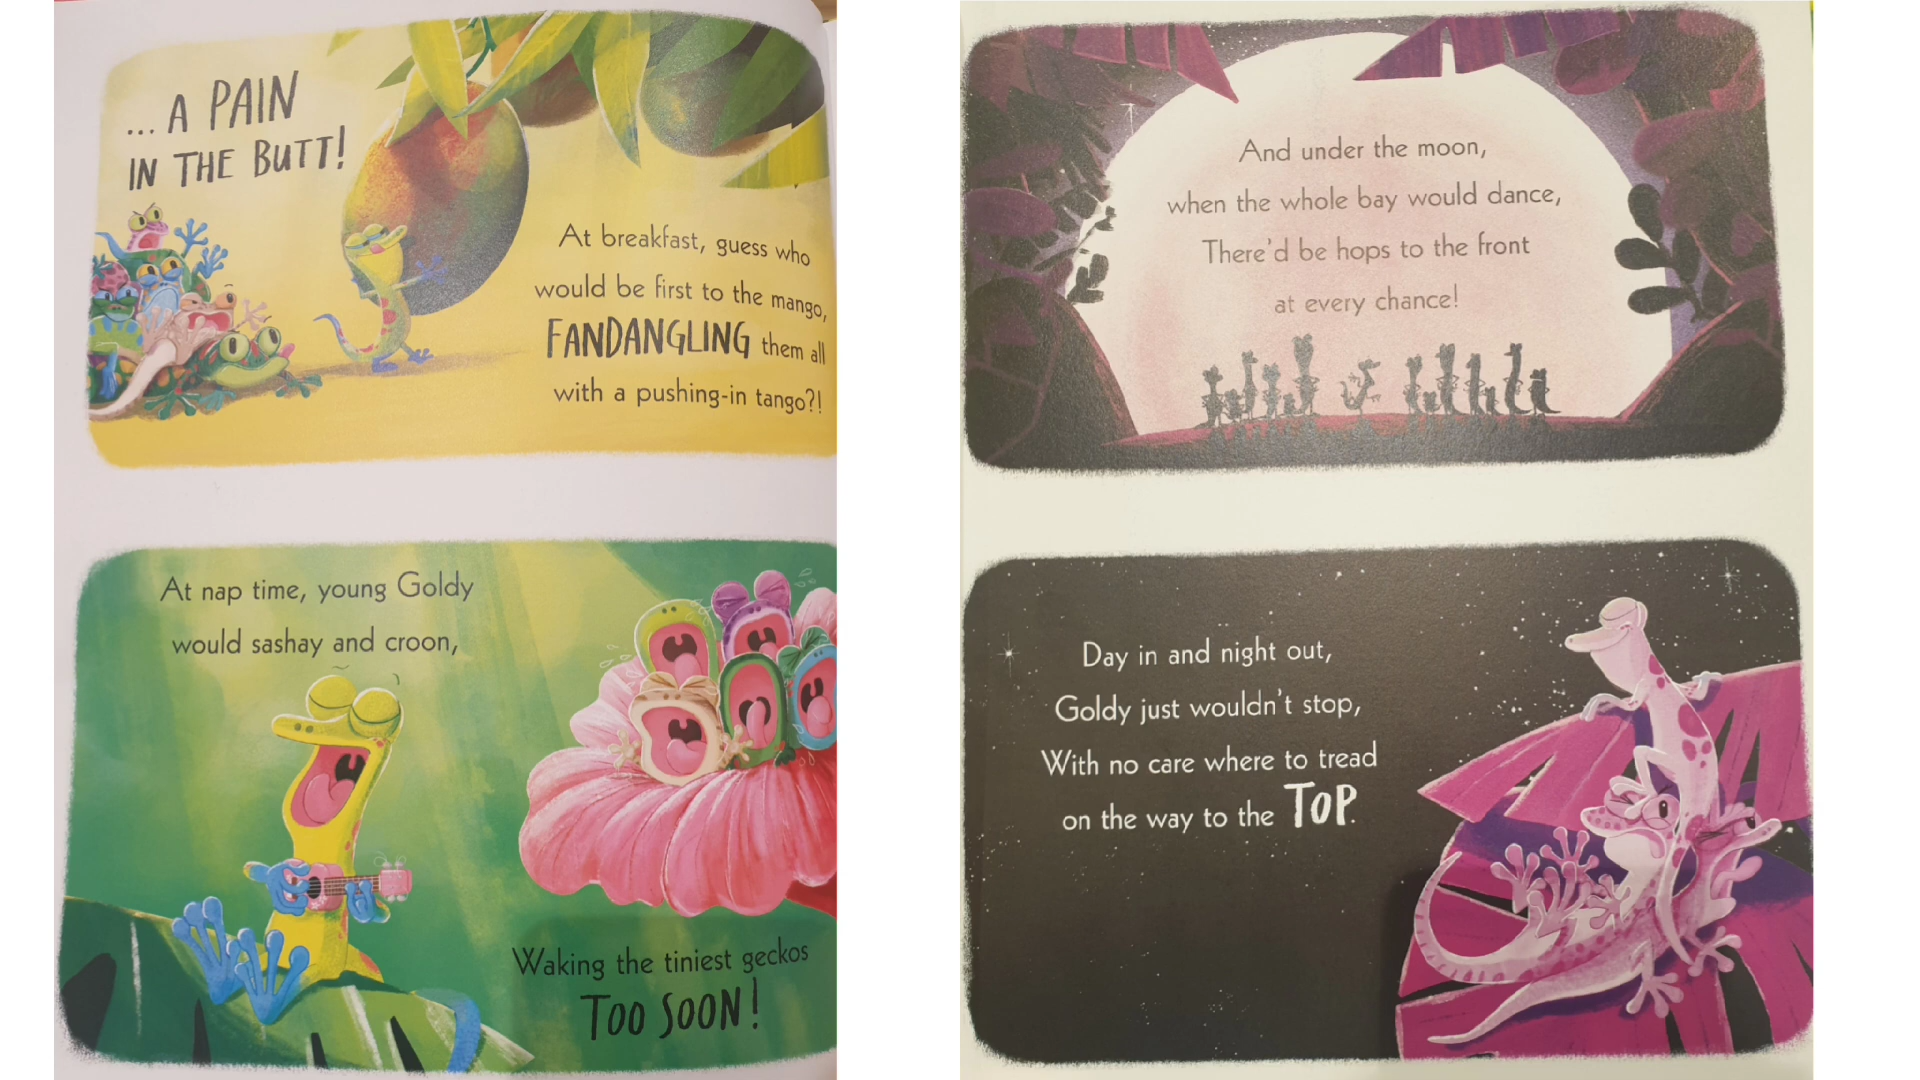 ... A PAIN
IN THE BUTT!
At breakfast, guess who
would be first to the mango,
FANDANGLING them all
with a pushing-in tango?!
At nap time, young Goldy
would sashay and croon,
Waking the tiniest geckos
TOO SOON!
And under the moon,
when the whole bay would dance,
There'd be hops to the front
at every chance!
Day in and night out,
Goldy just wouldn't stop,
With no care where to tread
on the way to the TOP.